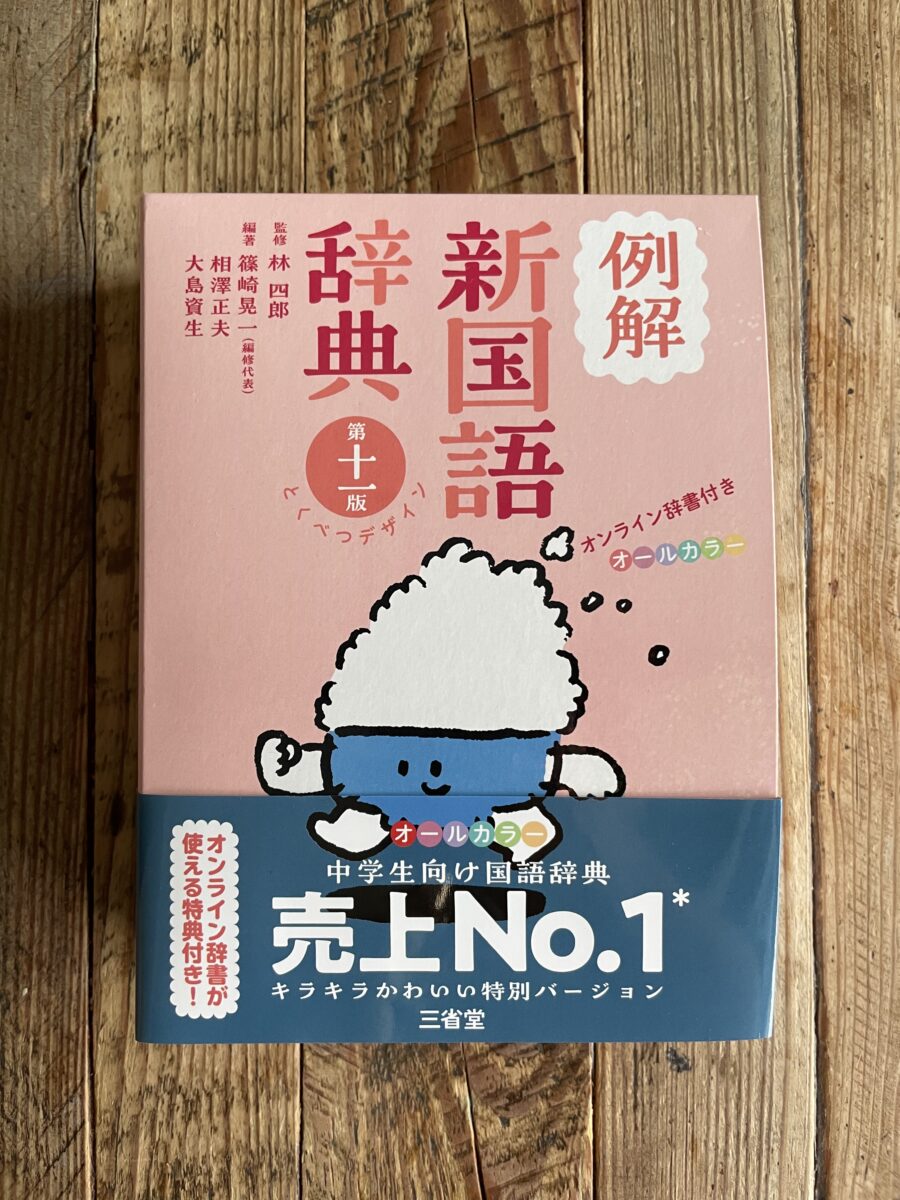 例解
新国語
辞典
第十一版
とくべつデザイン
監修 林 四郎
編著 篠崎晃一(編修代表)
相澤正夫
大島資生
オンライン辞書付き
オールカラー
オールカラー
中学生向け国語辞典
売上No.1*
キラキラかわいい特別バージョン
三省堂
オンライン辞書が
使える特典付き!